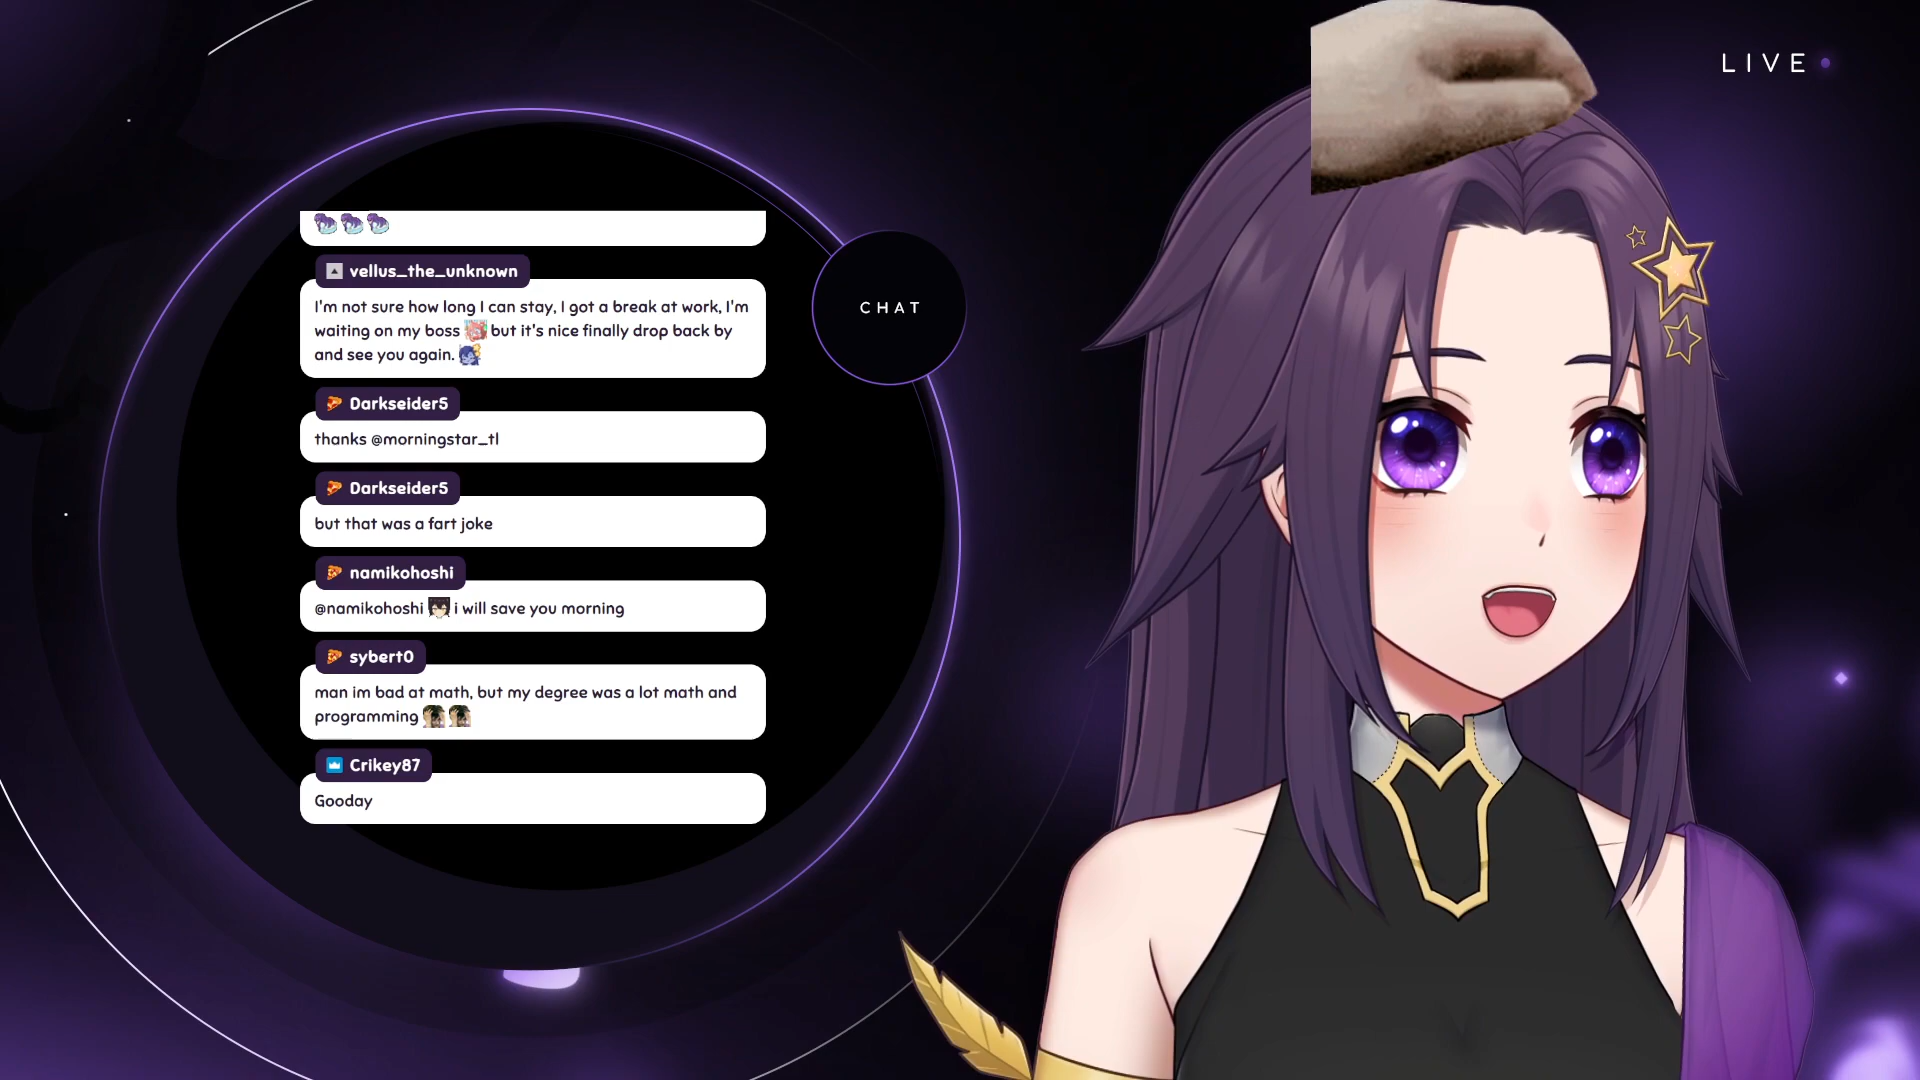 LIVE
vellus_the_unknown
I'm not sure how long I can stay, I got a break at work, I'm
waiting on my boss but it's nice finally drop back by
and see you again.
CHAT
Darkseider5
thanks @morningstar_tl
Darkseider5
but that was a fart joke
namikohoshi
@namikohoshi i will save you morning
sybert0
man im bad at math, but my degree was a lot math and
programming
Crikey87
Gooday